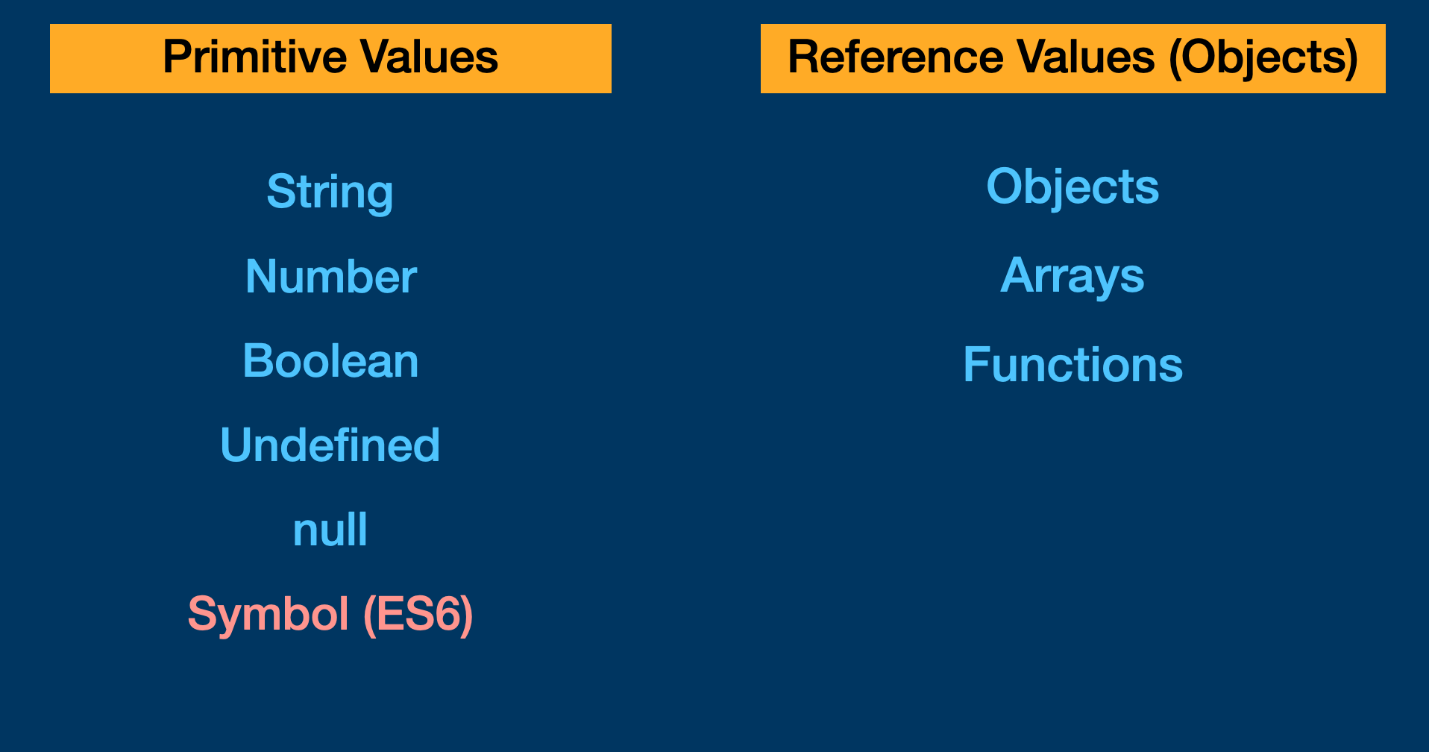 Primitive Values
String
Number
Boolean
Undefined
null
Symbol (ES6)
Reference Values (Objects)
Objects
Arrays
Functions